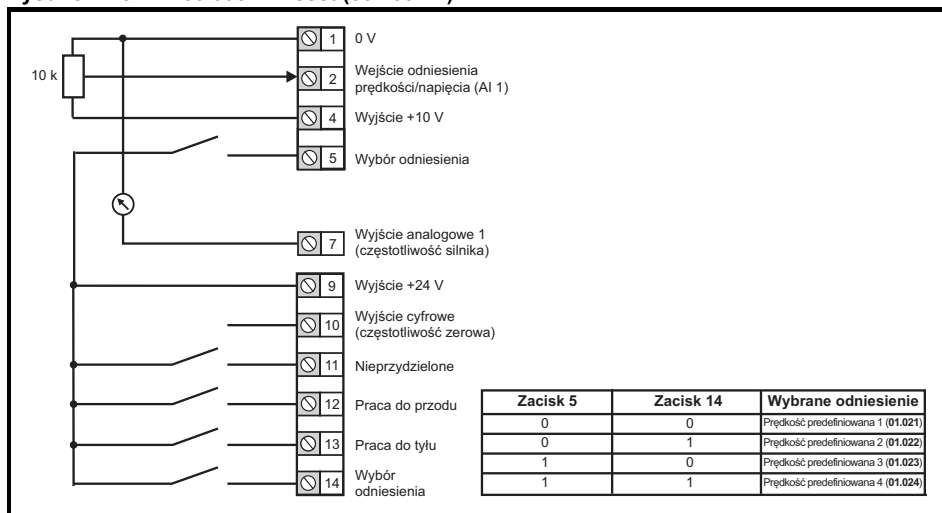 1 0 V
10 k
2 Wejście odniesienia
prędkości/napięcia (AI 1)
4 Wyjście +10 V
5 Wybór odniesienia
7 Wyjście analogowe 1
(częstotliwość silnika)
9 Wyjście +24 V
10 Wyjście cyfrowe
(częstotliwość zerowa)
11 Nieprzydzielone
12 Praca do przodu
13 Praca do tyłu
14 Wybór
odniesienia
Zacisk 5 Zacisk 14 Wybrane odniesienie
0 0 Prędkość predefiniowana 1 (01.021)
0 1 Prędkość predefiniowana 2 (01.022)
1 0 Prędkość predefiniowana 3 (01.023)
1 1 Prędkość predefiniowana 4 (01.024)